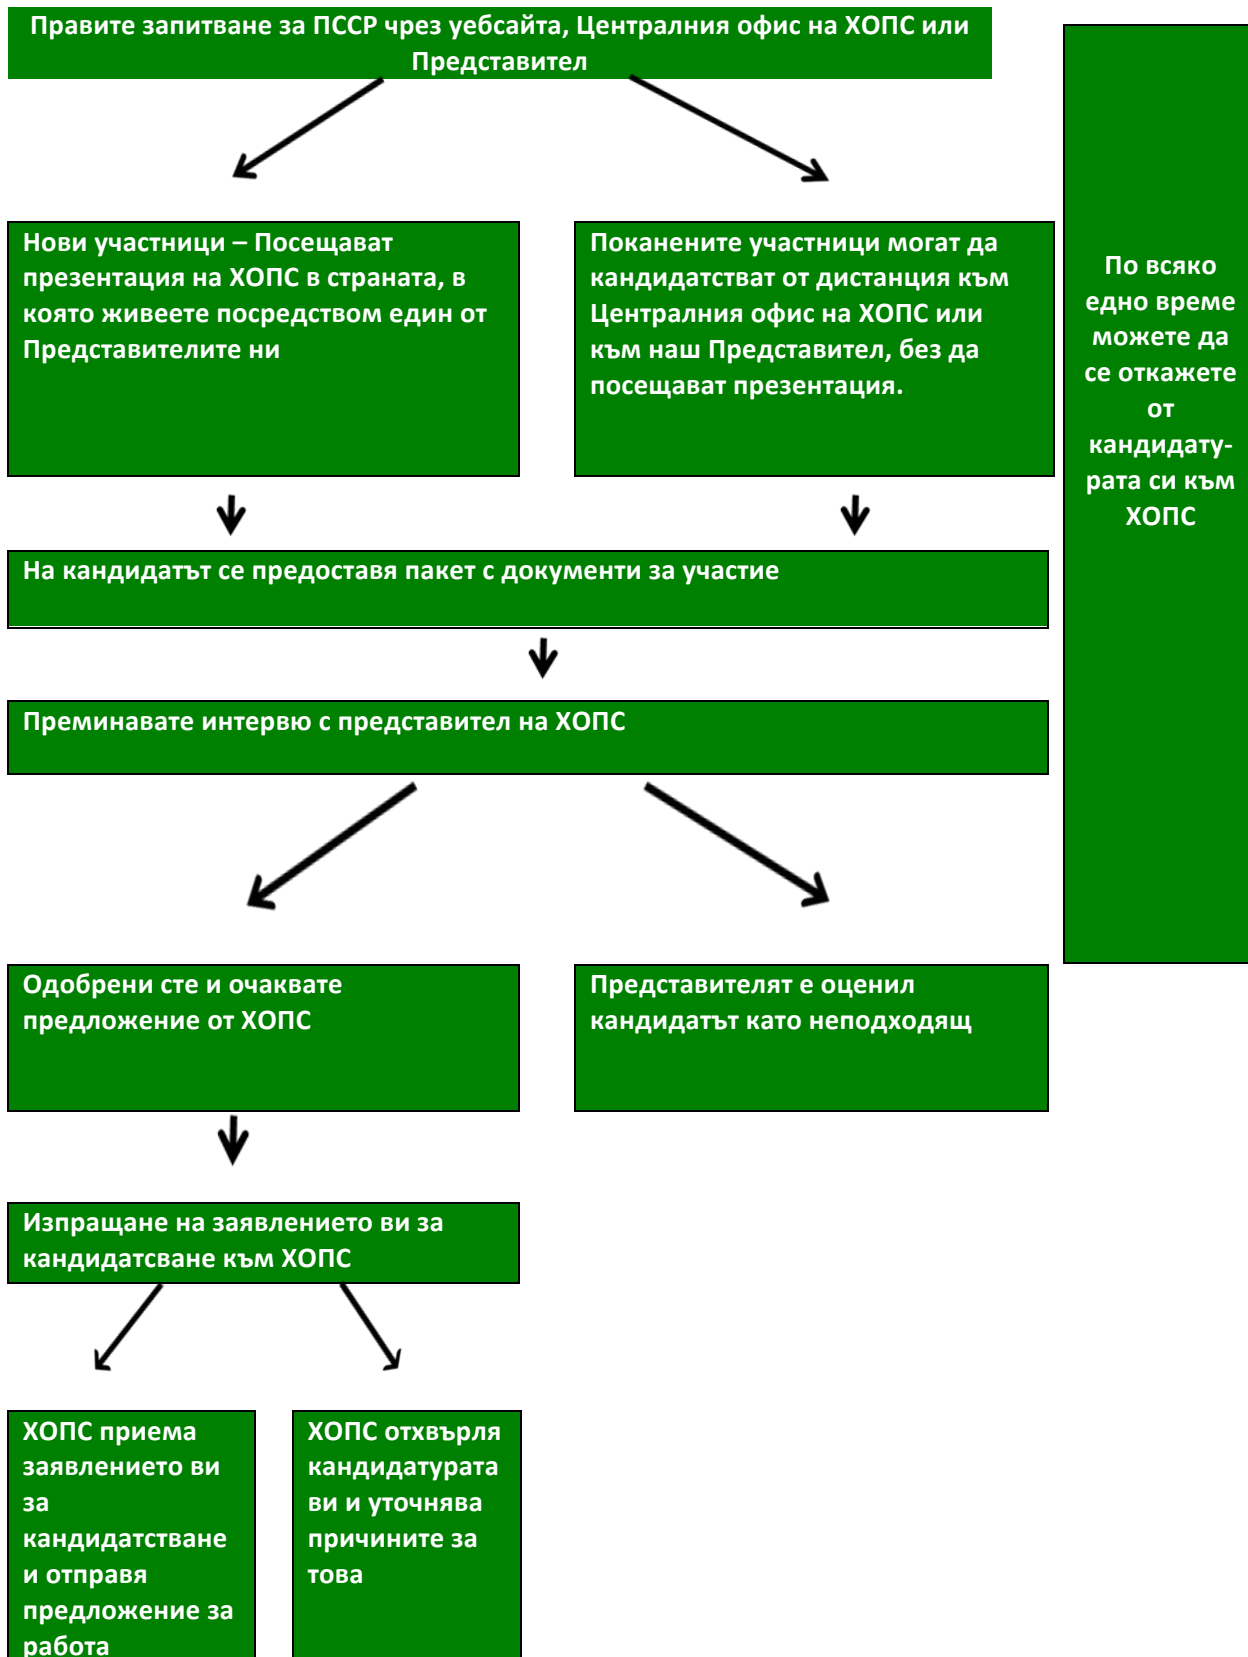 Правите запитване за ПССР чрез уебсайта, Централния офис на ХОПС или
Представител
Нови участници – Посещават
презентация на ХОПС в страната, в
която живеете посредством един от
Представителите ни
Поканените участници могат да
кандидатстват от дистанция към
Централния офис на ХОПС или
към наш Представител, без да
посещават презентация.
По всяко
едно време
можете да
се откажете
от
кандидату-
рата си към
ХОПС
На кандидатът се предоставя пакет с документи за участие
Преминавате интервю с представител на ХОПС
Одобрени сте и очаквате
предложение от ХОПС
Представителят е оценил
кандидатът като неподходящ
Изпращане на заявлението ви за
кандидатсване към ХОПС
ХОПС приема
заявлението ви
за
кандидатстване
и отправя
предложение за
работа
ХОПС отхвърля
кандидатурата
ви и уточнява
причините за
това